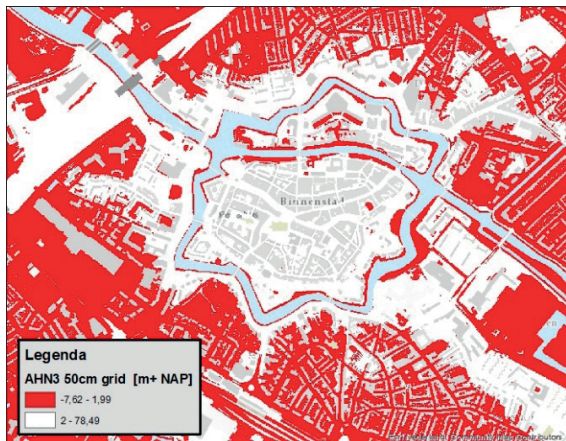 Binnenstad
Legenda
AHN3 50cm grid [m+ NAP]
-7,62 - 1,99
2 - 78,49